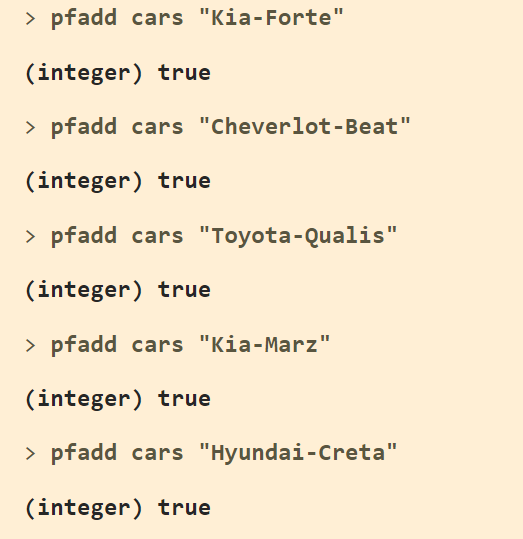 > pfadd cars "Kia-Forte"
(integer) true
> pfadd cars "Cheverlot-Beat"
(integer) true
> pfadd cars "Toyota-Qualis"
(integer) true
> pfadd cars "Kia-Marz"
(integer) true
> pfadd cars "Hyundai-Creta"
(integer) true